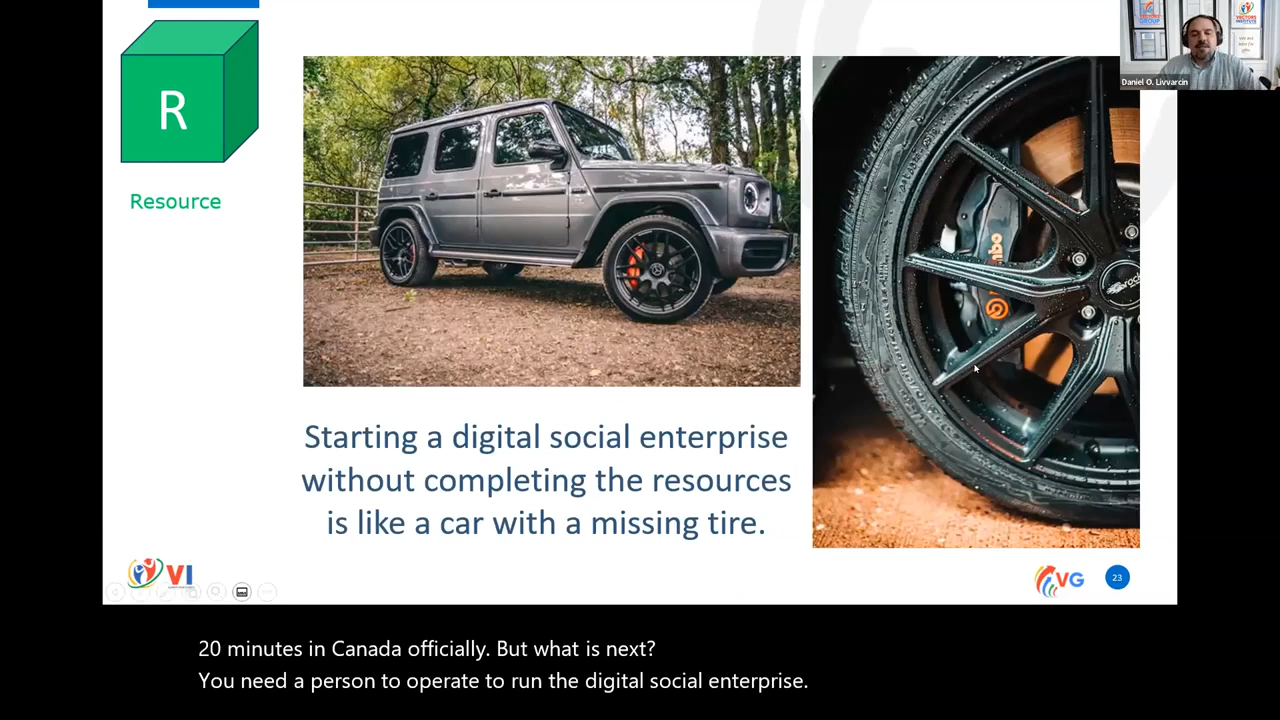 R
Resource
Starting a digital social enterprise
without completing the resources
is like a car with a missing tire.
VI
VG
23
Daniel O. Livvarcin
20 minutes in Canada officially. But what is next?
You need a person to operate to run the digital social enterprise.